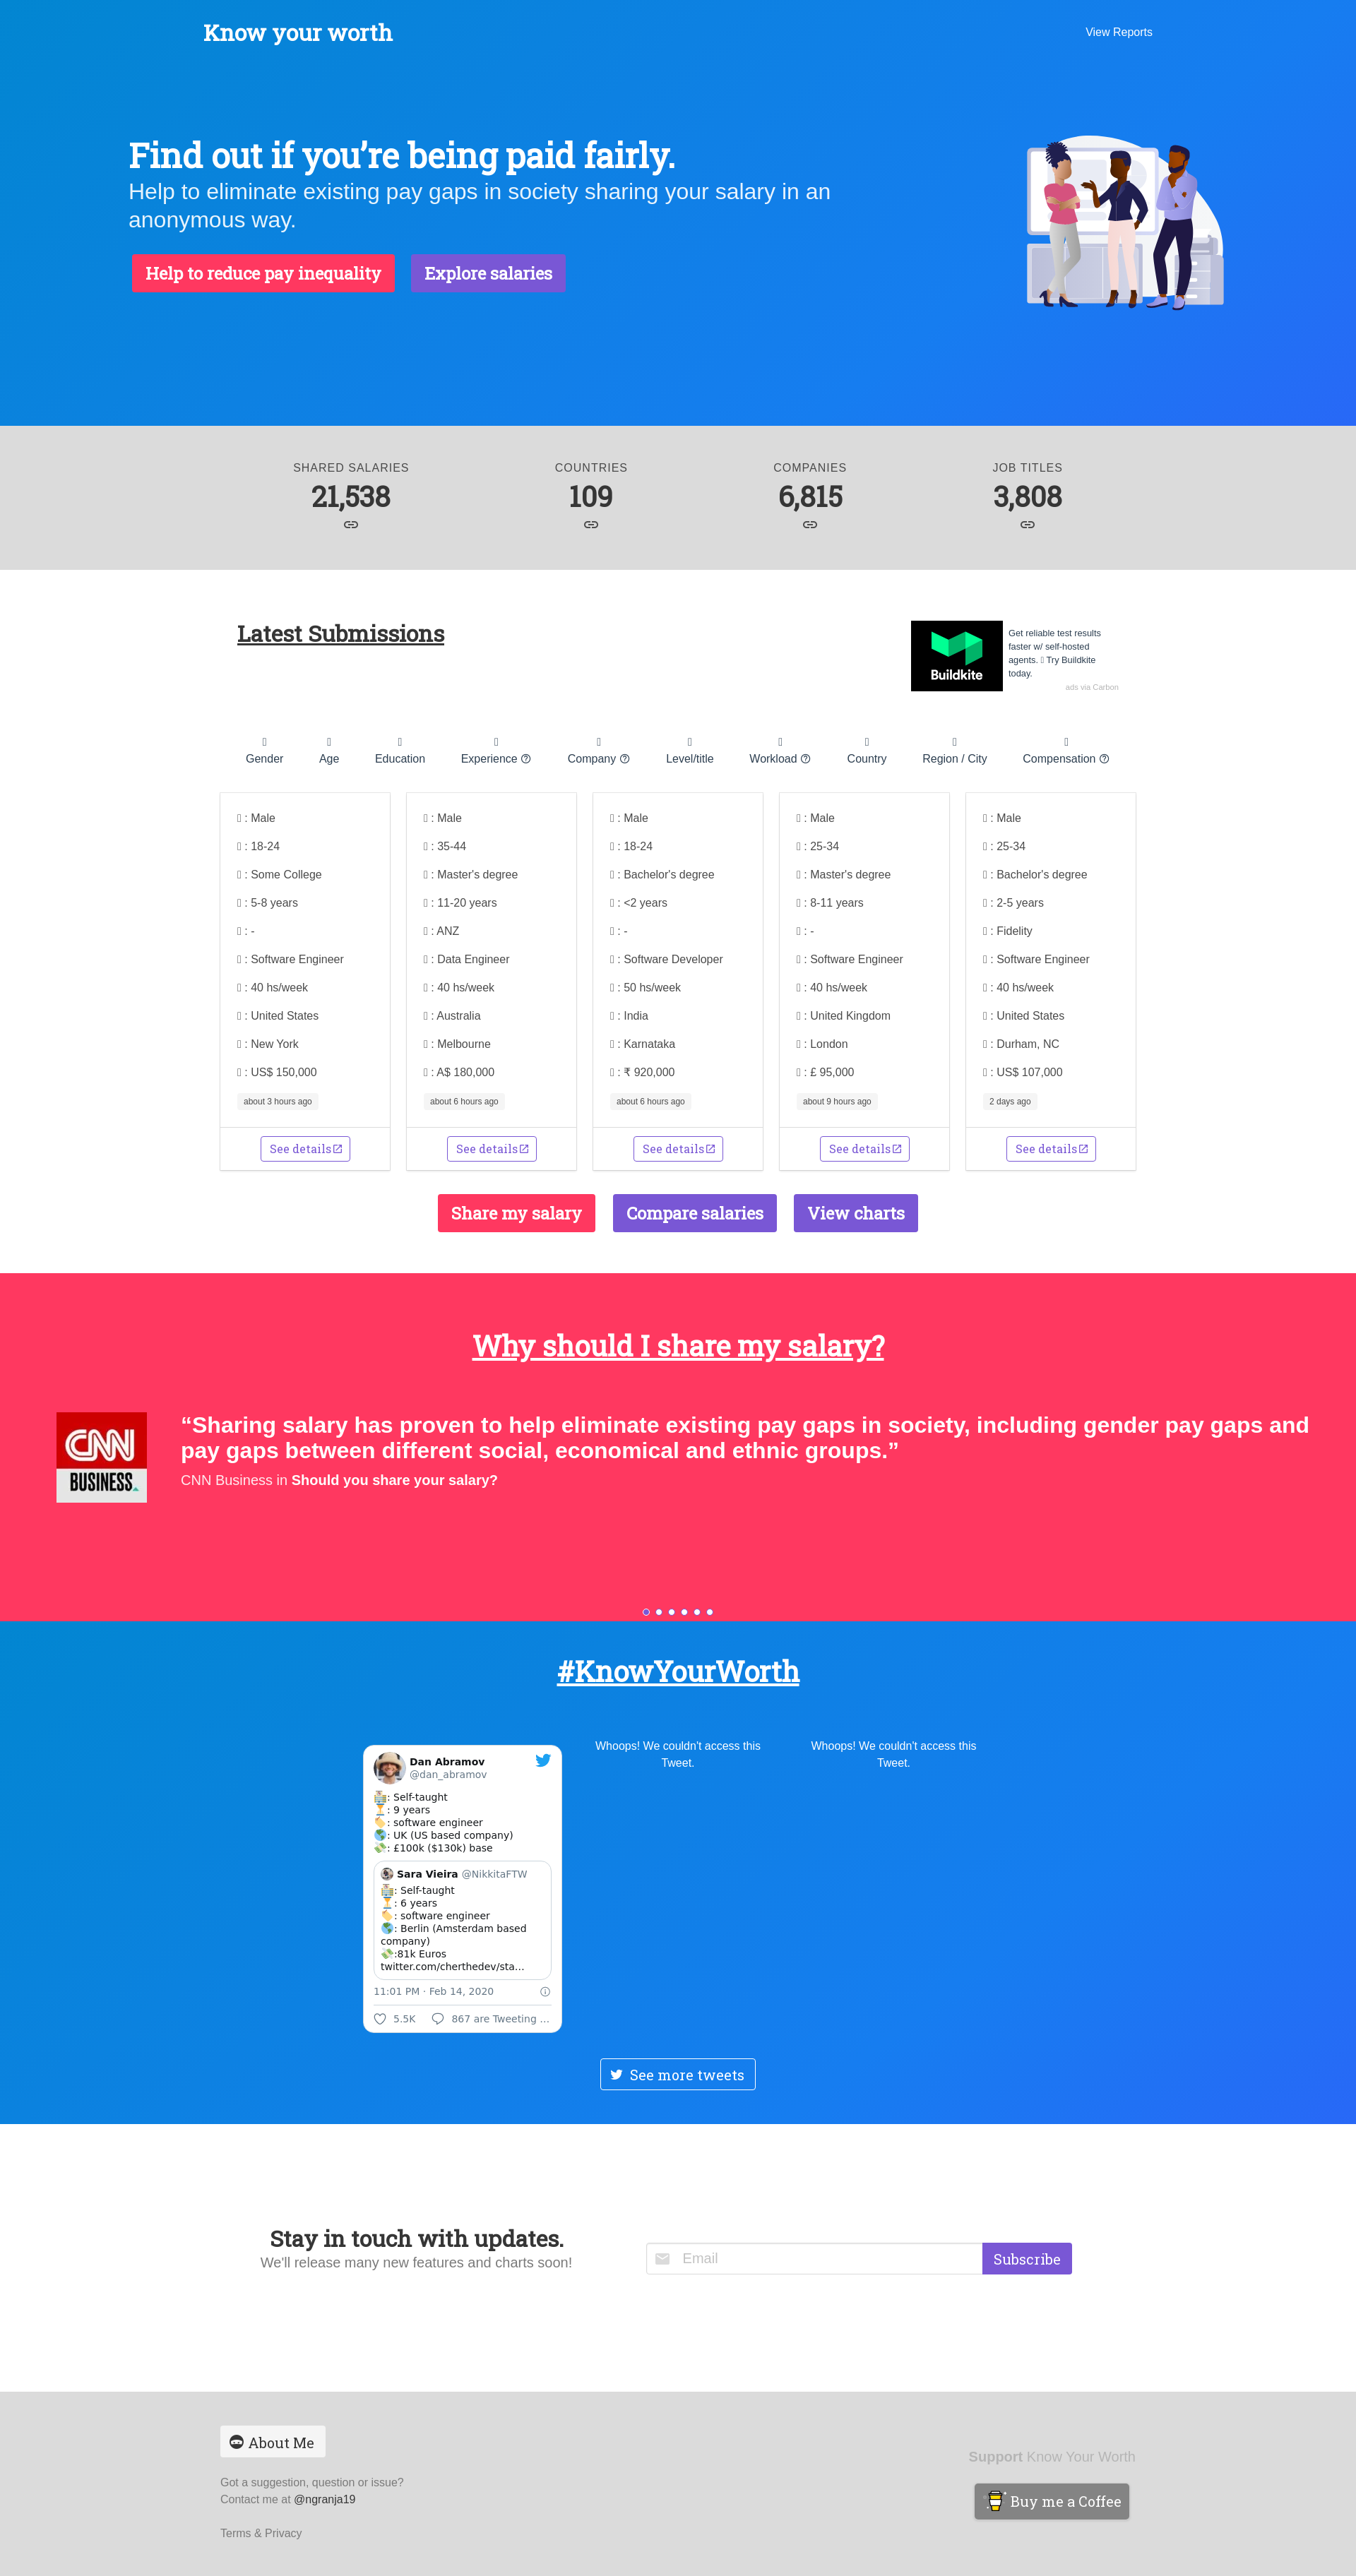 Know your worth
View Reports
Find out if you’re being paid fairly.
Help to eliminate existing pay gaps in society sharing your salary in an
anonymous way.
Help to reduce pay inequality
Explore salaries
SHARED SALARIES
21,538
COUNTRIES
109
COMPANIES
6,815
JOB TITLES
3,808
Latest Submissions
Buildkite
Get reliable test results
faster w/ self-hosted
agents. Try Buildkite
today.
ads via Carbon
Gender
Age
Education
Experience
Company
Level/title
Workload
Country
Region / City
Compensation
: Male
: 18-24
: Some College
: 5-8 years
: -
: Software Engineer
: 40 hs/week
: United States
: New York
: US$ 150,000
about 3 hours ago
See details
: Male
: 35-44
: Master's degree
: 11-20 years
: ANZ
: Data Engineer
: 40 hs/week
: Australia
: Melbourne
: A$ 180,000
about 6 hours ago
See details
: Male
: 18-24
: Bachelor's degree
: <2 years
: -
: Software Developer
: 50 hs/week
: India
: Karnataka
: ₹ 920,000
about 6 hours ago
See details
: Male
: 25-34
: Master's degree
: 8-11 years
: -
: Software Engineer
: 40 hs/week
: United Kingdom
: London
: £ 95,000
about 9 hours ago
See details
: Male
: 25-34
: Bachelor's degree
: 2-5 years
: Fidelity
: Software Engineer
: 40 hs/week
: United States
: Durham, NC
: US$ 107,000
2 days ago
See details
Share my salary
Compare salaries
View charts
Why should I share my salary?
CNN
BUSINESS
“Sharing salary has proven to help eliminate existing pay gaps in society, including gender pay gaps and
pay gaps between different social, economical and ethnic groups.”
CNN Business in Should you share your salary?
#KnowYourWorth
Dan Abramov
@dan_abramov
: Self-taught
: 9 years
: software engineer
: UK (US based company)
: £100k ($130k) base
Sara Vieira @NikkitaFTW
: Self-taught
: 6 years
: software engineer
: Berlin (Amsterdam based
company)
:81k Euros
twitter.com/cherthedev/sta…
11:01 PM · Feb 14, 2020
5.5K
867 are Tweeting …
Whoops! We couldn't access this
Tweet.
Whoops! We couldn't access this
Tweet.
See more tweets
Stay in touch with updates.
We'll release many new features and charts soon!
Email
Subscribe
About Me
Got a suggestion, question or issue?
Contact me at @ngranja19
Terms & Privacy
Support Know Your Worth
Buy me a Coffee